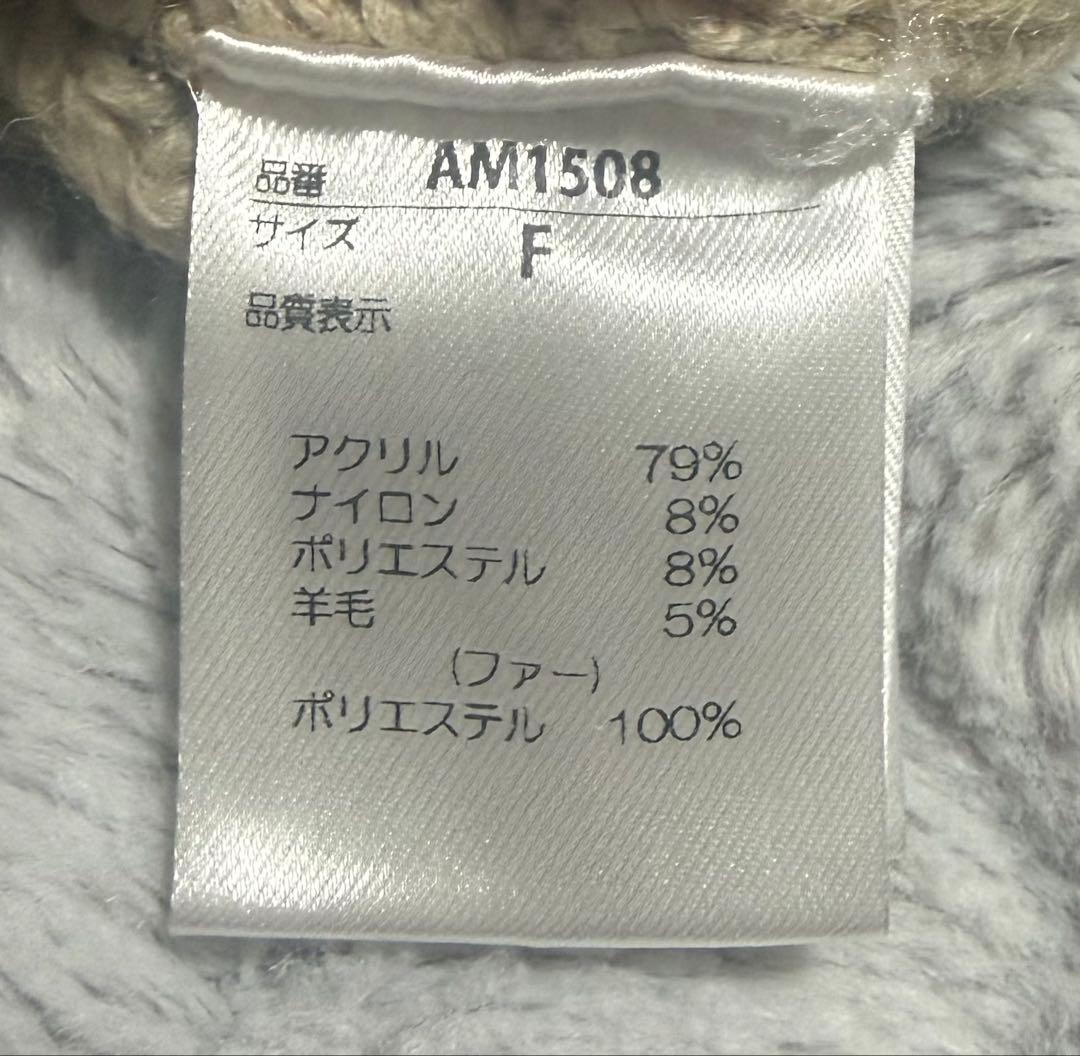 品番 AM1508
サイズ F
品質表示
アクリル 79%
ナイロン 8%
ポリエステル 8%
羊毛 5%
(ファー)
ポリエステル 100%